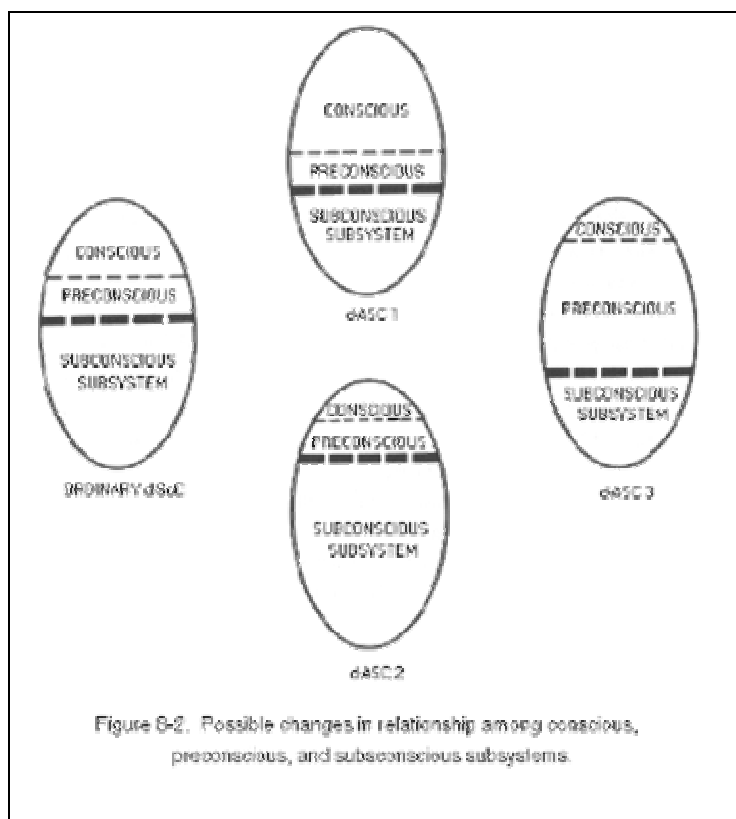 CONSCIOUS
PRECONSCIOUS
SUBCONSCIOUS
SUBSYSTEM
ORDINARY dSoC
CONSCIOUS
PRECONSCIOUS
SUBCONSCIOUS
SUBSYSTEM
dASC 1
CONSCIOUS
PRECONSCIOUS
SUBCONSCIOUS
SUBSYSTEM
dASC 2
CONSCIOUS
PRECONSCIOUS
SUBCONSCIOUS
SUBSYSTEM
dASC 3
Figure 8-2. Possible changes in relationship among conscious,
preconscious, and subsconscious subsystems.